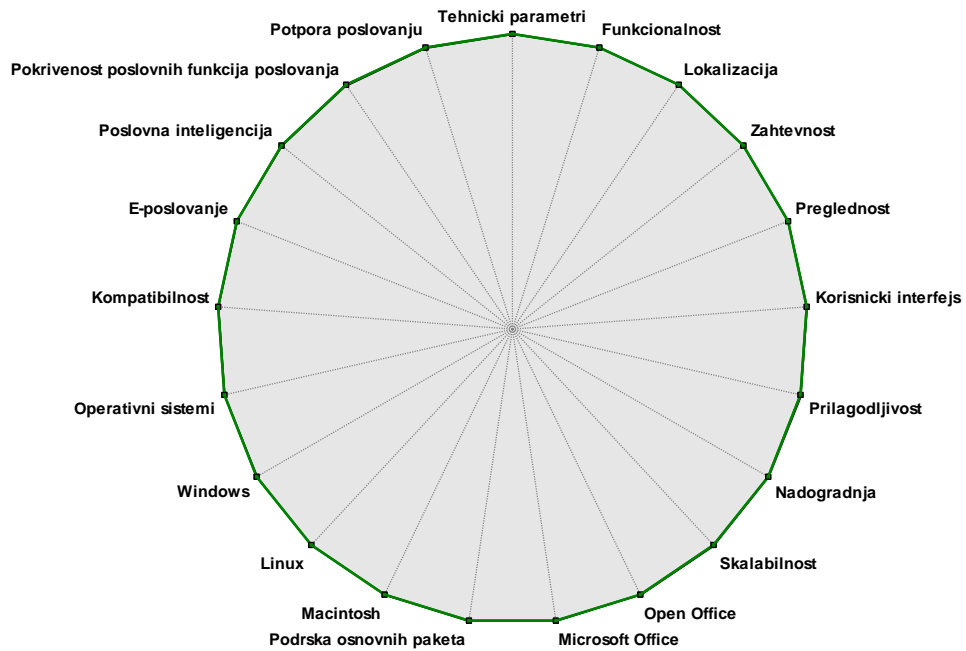 Tehnicki parametri
Funkcionalnost
Lokalizacija
Zahtevnost
Preglednost
Korisnicki interfejs
Prilagodljivost
Nadogradnja
Skalabilnost
Open Office
Microsoft Office
Podrska osnovnih paketa
Macintosh
Linux
Windows
Operativni sistemi
Kompatibilnost
E-poslovanje
Poslovna inteligencija
Pokrivenost poslovnih funkcija poslovanja
Potpora poslovanju